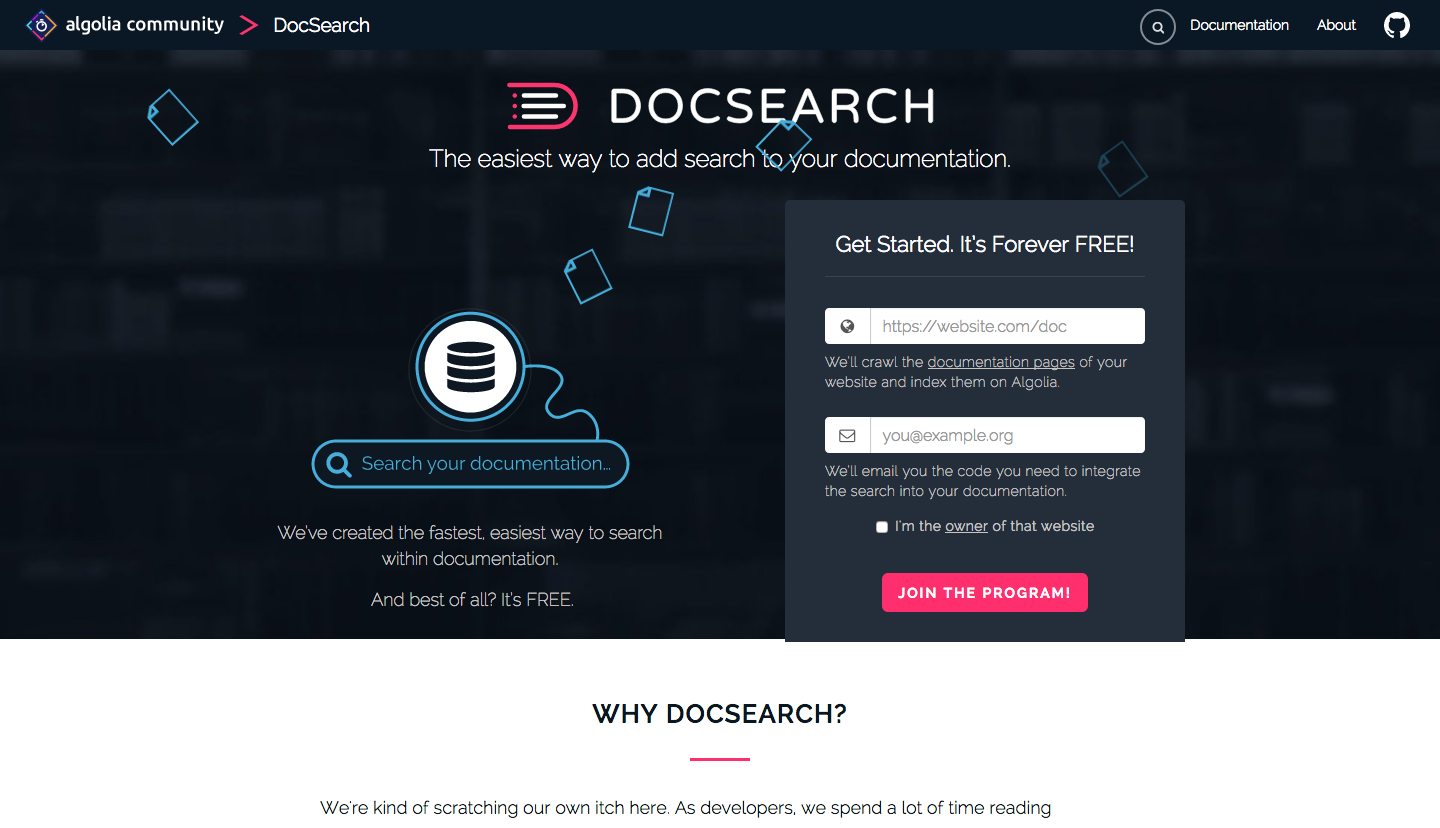 algolia community
DocSearch
Documentation
About
DOCSEARCH
The easiest way to add search to your documentation.
Get Started. It's Forever FREE!
https://website.com/doc
We'll crawl the documentation pages of your
website and index them on Algolia.
you@example.org
We'll email you the code you need to integrate
the search into your documentation.
I'm the owner of that website
JOIN THE PROGRAM!
Search your documentation...
We've created the fastest, easiest way to search
within documentation.
And best of all? It's FREE.
WHY DOCSEARCH?
We're kind of scratching our own itch here. As developers, we spend a lot of time reading